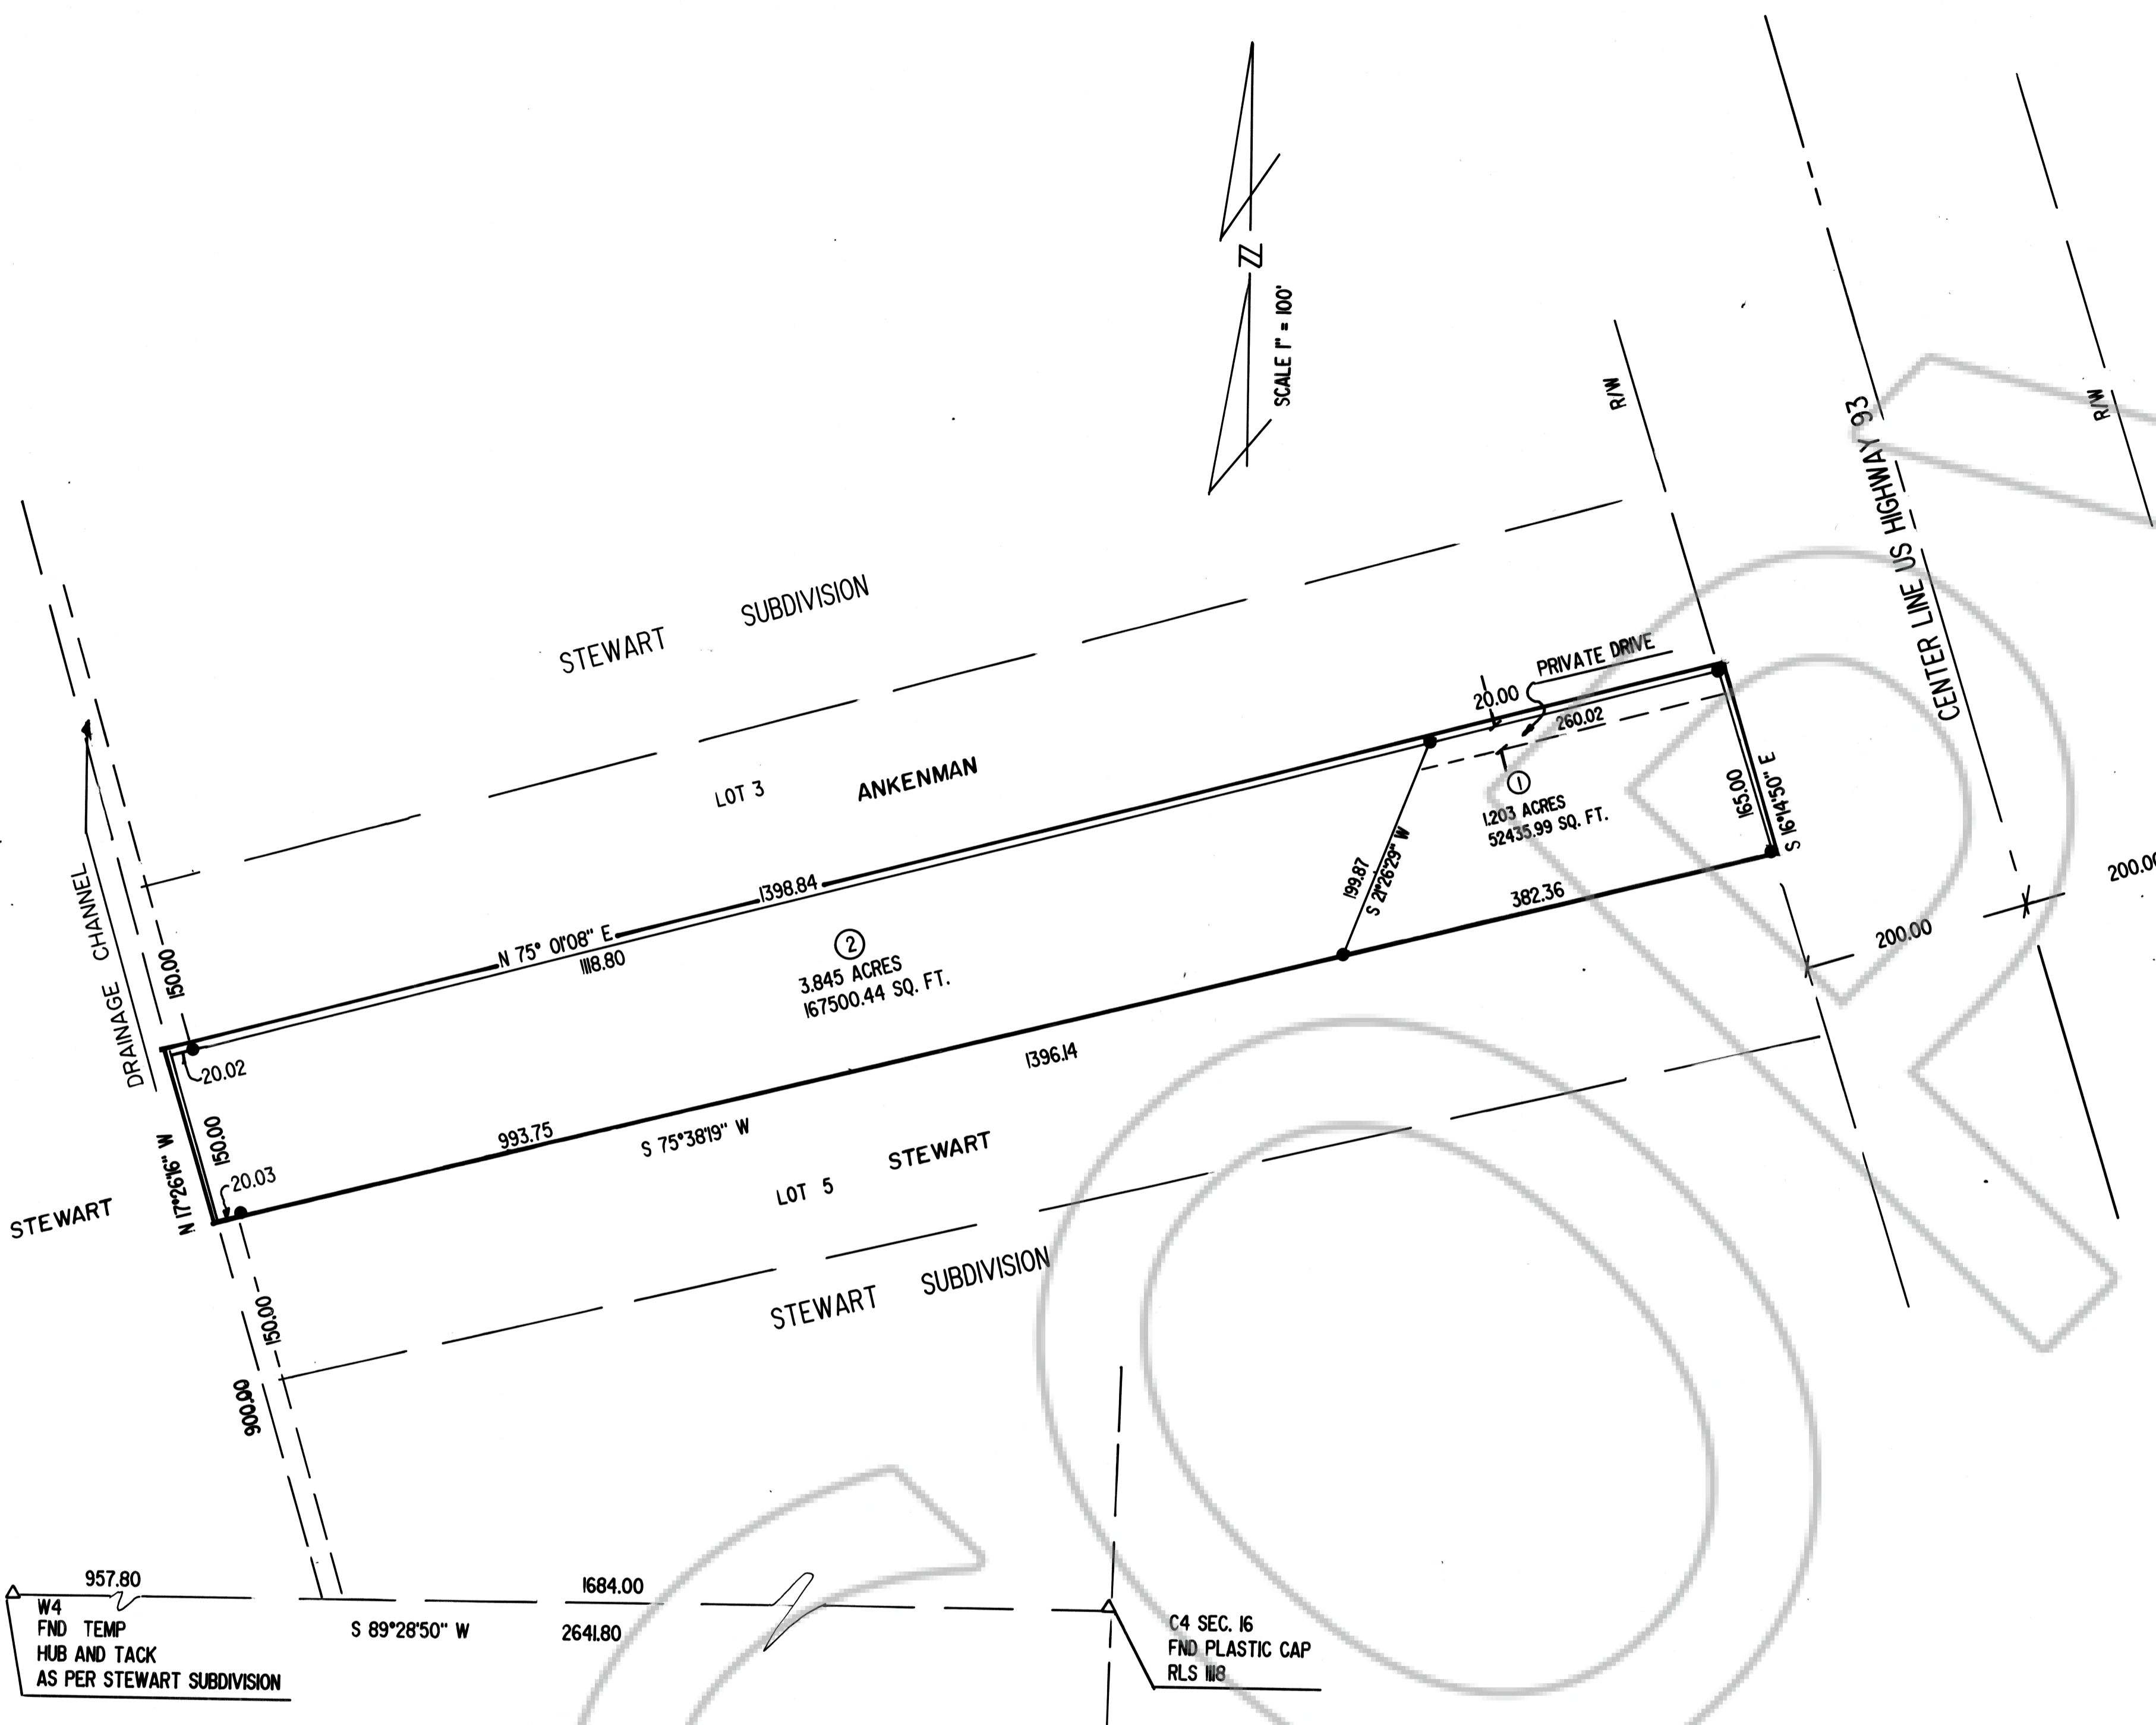 N
SCALE 1" = 100'
R/W
CENTER LINE US HIGHWAY 93
R/W
STEWART SUBDIVISION
PRIVATE DRIVE
20.00
260.02
LOT 3 ANKENMAN
1
1.203 ACRES
52435.99 SQ. FT.
165.00
S 16°14'50" E
199.87
S 21°26'29" W
382.36
200.00
200.00
DRAINAGE CHANNEL
150.00
1398.84
N 75° 01'08" E
1118.80
2
3.845 ACRES
167500.44 SQ. FT.
20.02
150.00
N 17°26'16" W
20.03
993.75
S 75°38'19" W
1396.14
STEWART
STEWART
LOT 5
STEWART SUBDIVISION
150.00
900.00
957.80
1684.00
S 89°28'50" W
2641.80
W4
FND TEMP
HUB AND TACK
AS PER STEWART SUBDIVISION
C4 SEC. 16
FND PLASTIC CAP
RLS 1118